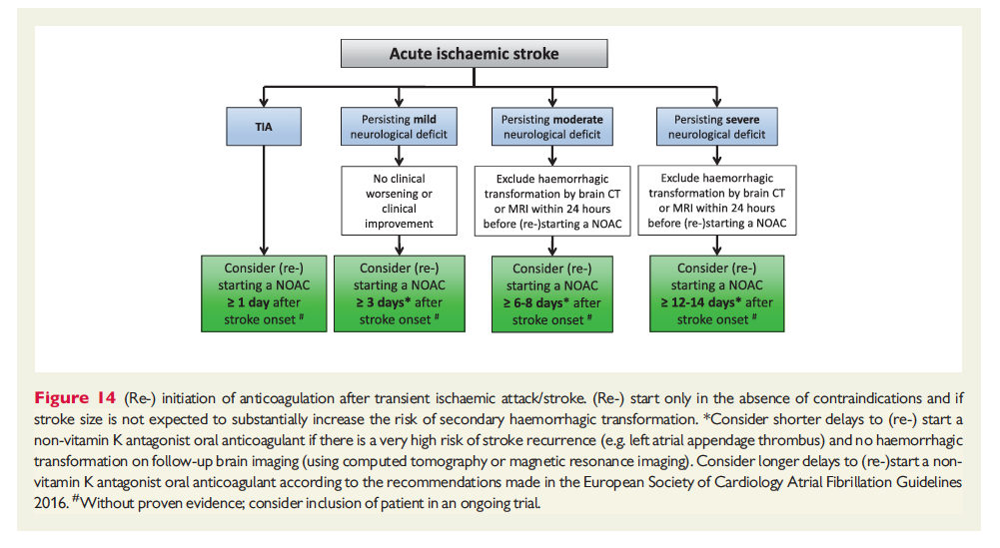 Acute ischaemic stroke
TIA
Persisting mild
neurological deficit
Persisting moderate
neurological deficit
Persisting severe
neurological deficit
No clinical
worsening or
clinical
improvement
Exclude haemorrhagic
transformation by brain CT
or MRI within 24 hours
before (re-)starting a NOAC
Exclude haemorrhagic
transformation by brain CT
or MRI within 24 hours
before (re-)starting a NOAC
Consider (re-)
starting a NOAC
≥ 1 day after
stroke onset #
Consider (re-)
starting a NOAC
≥ 3 days* after
stroke onset #
Consider (re-)
starting a NOAC
≥ 6-8 days* after
stroke onset #
Consider (re-)
starting a NOAC
≥ 12-14 days* after
stroke onset #
Figure 14 (Re-) initiation of anticoagulation after transient ischaemic attack/stroke. (Re-) start only in the absence of contraindications and if
stroke size is not expected to substantially increase the risk of secondary haemorrhagic transformation. *Consider shorter delays to (re-) start a
non-vitamin K antagonist oral anticoagulant if there is a very high risk of stroke recurrence (e.g. left atrial appendage thrombus) and no haemorrhagic
transformation on follow-up brain imaging (using computed tomography or magnetic resonance imaging). Consider longer delays to (re-)start a non-
vitamin K antagonist oral anticoagulant according to the recommendations made in the European Society of Cardiology Atrial Fibrillation Guidelines
2016. #Without proven evidence; consider inclusion of patient in an ongoing trial.